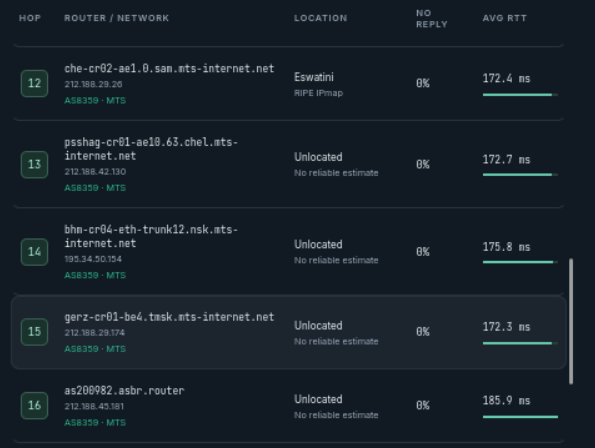 HOP ROUTER / NETWORK LOCATION NO REPLY AVG RTT
12 che-cr02-ae1.0.sam.mts-internet.net Eswatini 0% 172.4 ms
212.188.29.26 RIPE IPmap
AS8359 · MTS
13 psshag-cr01-ae10.63.chel.mts-
internet.net Unlocated 0% 172.7 ms
212.188.42.130 No reliable estimate
AS8359 · MTS
14 bhm-cr04-eth-trunk12.nsk.mts-
internet.net Unlocated 0% 175.8 ms
195.34.50.154 No reliable estimate
AS8359 · MTS
15 gerz-cr01-be4.tmsk.mts-internet.net Unlocated 0% 172.3 ms
212.188.29.174 No reliable estimate
AS8359 · MTS
16 as200982.asbr.router Unlocated 0% 185.9 ms
212.188.45.181 No reliable estimate
AS8359 · MTS